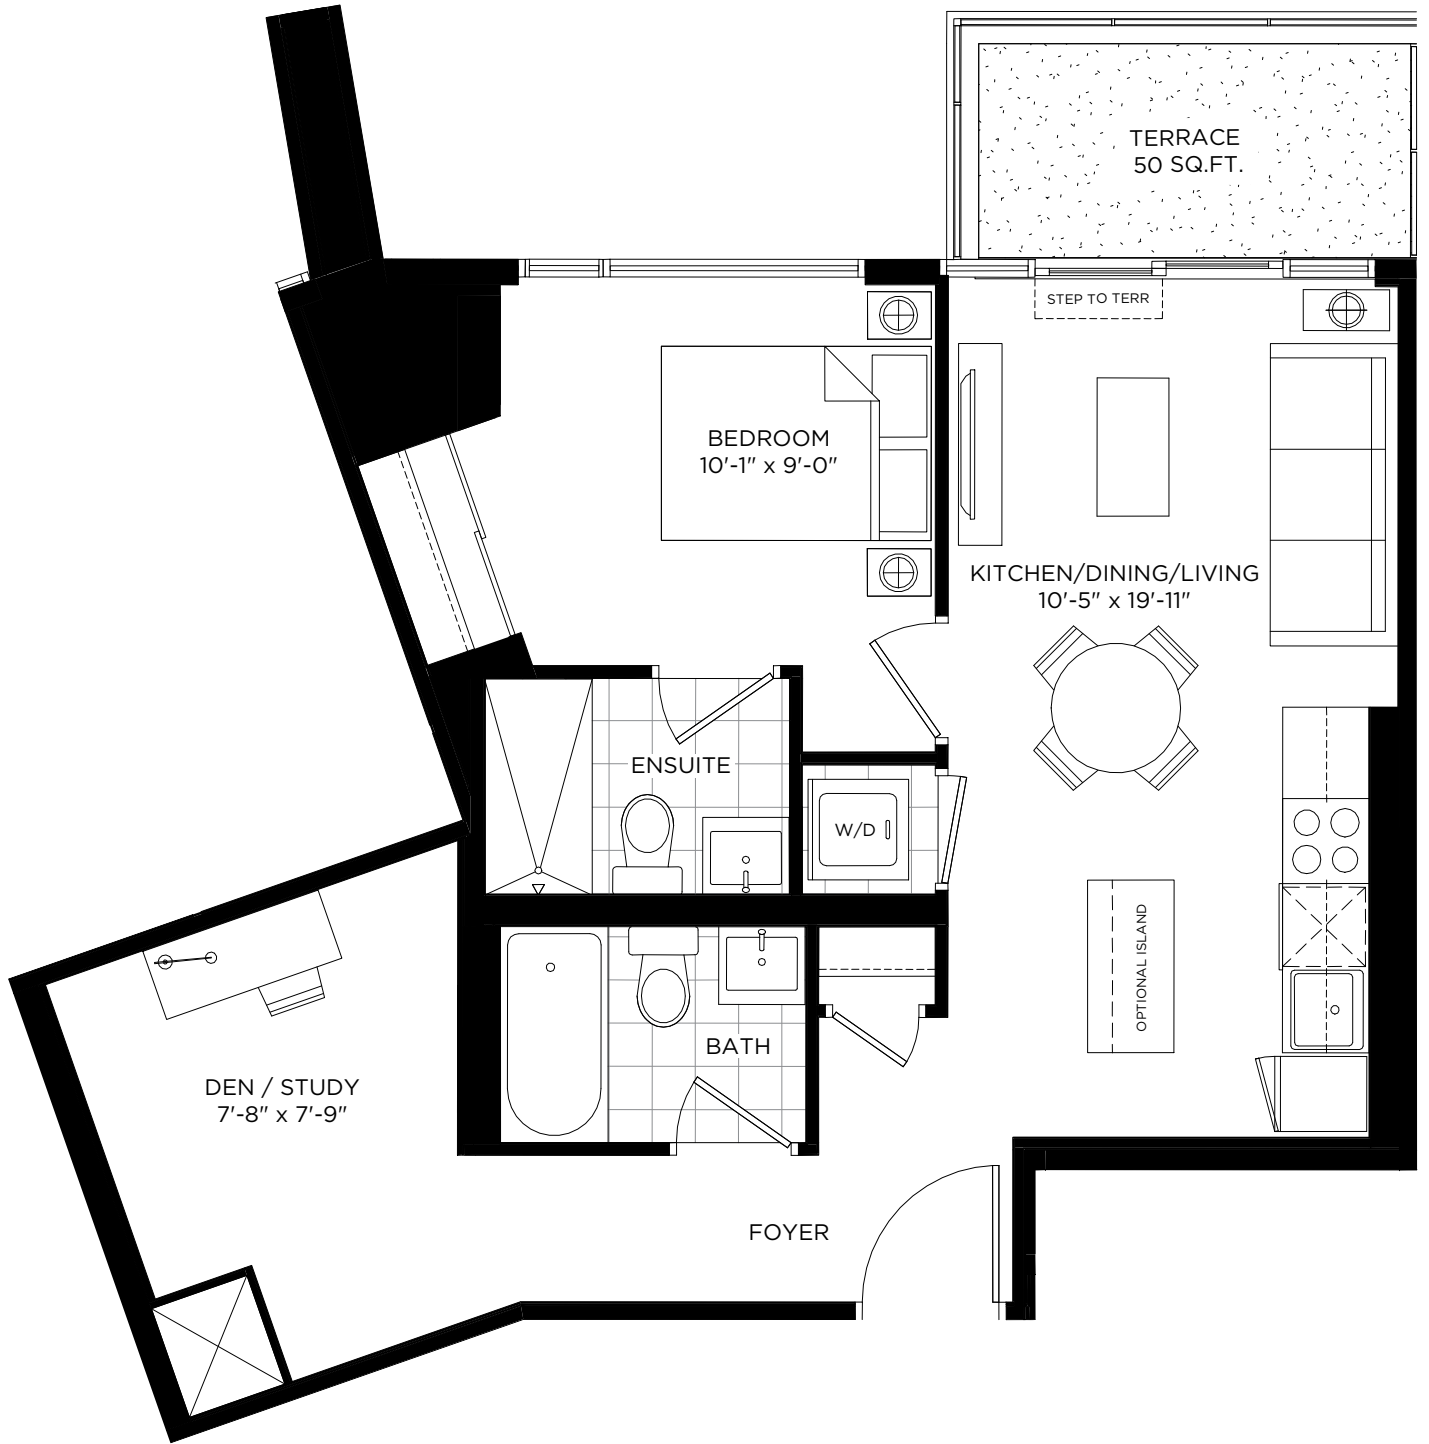 TERRACE
50 SQ.FT.
STEP TO TERR
BEDROOM
10'-1" x 9'-0"
KITCHEN/DINING/LIVING
10'-5" x 19'-11"
ENSUITE
W/D
OPTIONAL ISLAND
BATH
DEN / STUDY
7'-8" x 7'-9"
FOYER